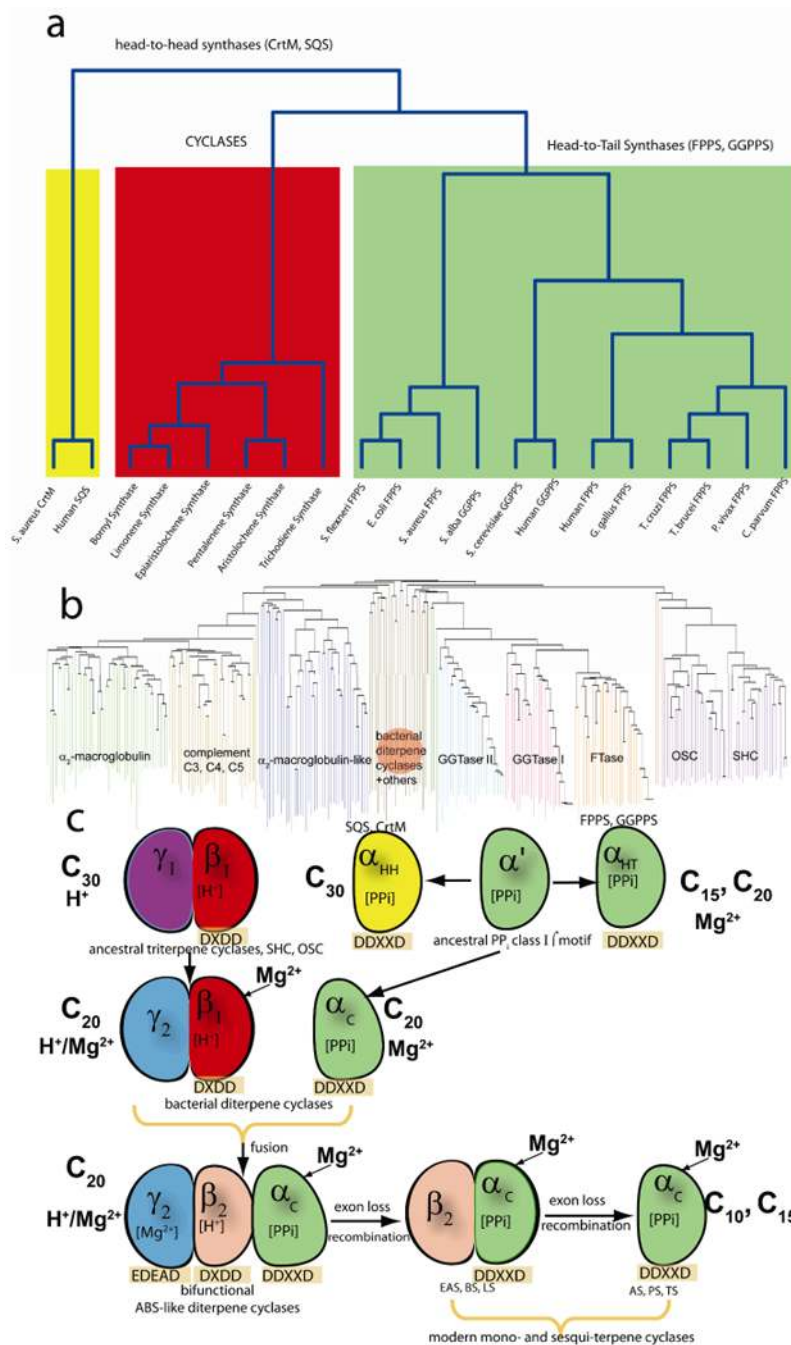 a
head-to-head synthases (CrtM, SQS)
CYCLASES
Head-to-Tail Synthases (FPPS, GGPPS)
S. aureus CrtM
Human SQS
Bornyl Synthase
Limonene Synthase
Epiaristolochene Synthase
Pentalenene Synthase
Aristolochene Synthase
Trichodiene Synthase
S. flexneri FPPS
E. coli FPPS
S. aureus FPPS
S. alba GGPPS
S. cerevisiae GGPPS
Human GGPPS
Human FPPS
G. gallus FPPS
T. cruzi FPPS
T. brucei FPPS
P. vivax FPPS
C. parvum FPPS
b
α₂-macroglobulin
complement
C3, C4, C5
α₂-macroglobulin-like
bacterial
diterpene
cyclases
+others
GGTase II
GGTase I
FTase
OSC
SHC
c
SQS, CrtM
FPPS, GGPPS
C₃₀
H⁺
γ₁
β₁
[H⁺]
DXDD
C₃₀
α_HH
[PPi]
DDXXD
α'
[PPi]
α_HT
[PPi]
DDXXD
C₁₅, C₂₀
Mg²⁺
ancestral triterpene cyclases, SHC, OSC
ancestral PPᵢ class I motif
C₂₀
H⁺/Mg²⁺
γ₂
β₁
[H⁺]
DXDD
Mg²⁺
α_C
[PPi]
DDXXD
C₂₀
Mg²⁺
bacterial diterpene cyclases
fusion
C₂₀
H⁺/Mg²⁺
γ₂
[Mg²⁺]
β₂
[H⁺]
α_C
[PPi]
Mg²⁺
EDEAD
DXDD
DDXXD
bifunctional
ABS-like diterpene cyclases
exon loss
recombination
β₂
α_C
[PPi]
Mg²⁺
DDXXD
EAS, BS, LS
exon loss
recombination
Mg²⁺
α_C
[PPi]
C₁₀, C₁₅
DDXXD
AS, PS, TS
modern mono- and sesqui-terpene cyclases